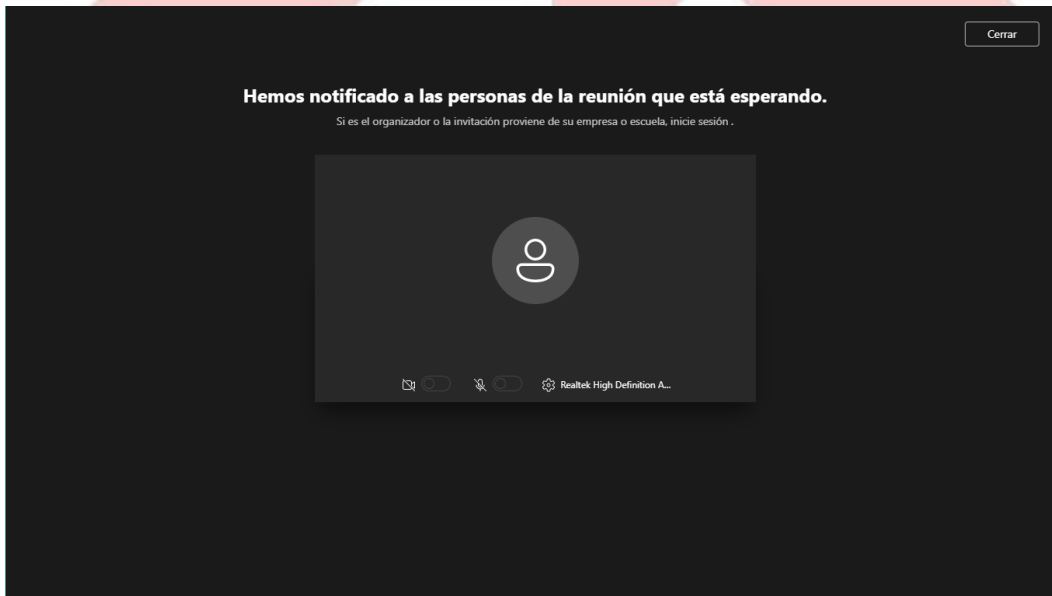 Cerrar
Hemos notificado a las personas de la reunión que está esperando.
Si es el organizador o la invitación proviene de su empresa o escuela, inicie sesión .
Realtek High Definition A...